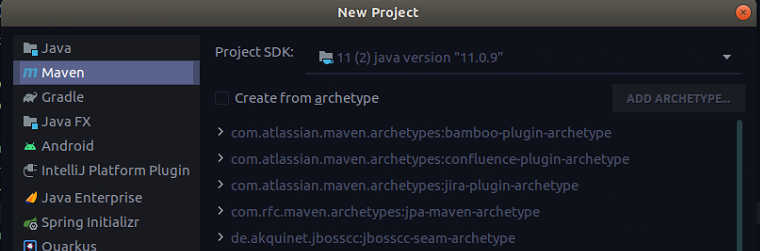 New Project
Java
Maven
Gradle
Java FX
Android
IntelliJ Platform Plugin
Java Enterprise
Spring Initializr
Quarkus
Project SDK: 11 (2) java version "11.0.9"
Create from archetype ADD ARCHETYPE...
com.atlassian.maven.archetypes:bamboo-plugin-archetype
com.atlassian.maven.archetypes:confluence-plugin-archetype
com.atlassian.maven.archetypes:jira-plugin-archetype
com.rfc.maven.archetypes:jpa-maven-archetype
de.akquinet.jbosscc:jbosscc-seam-archetype